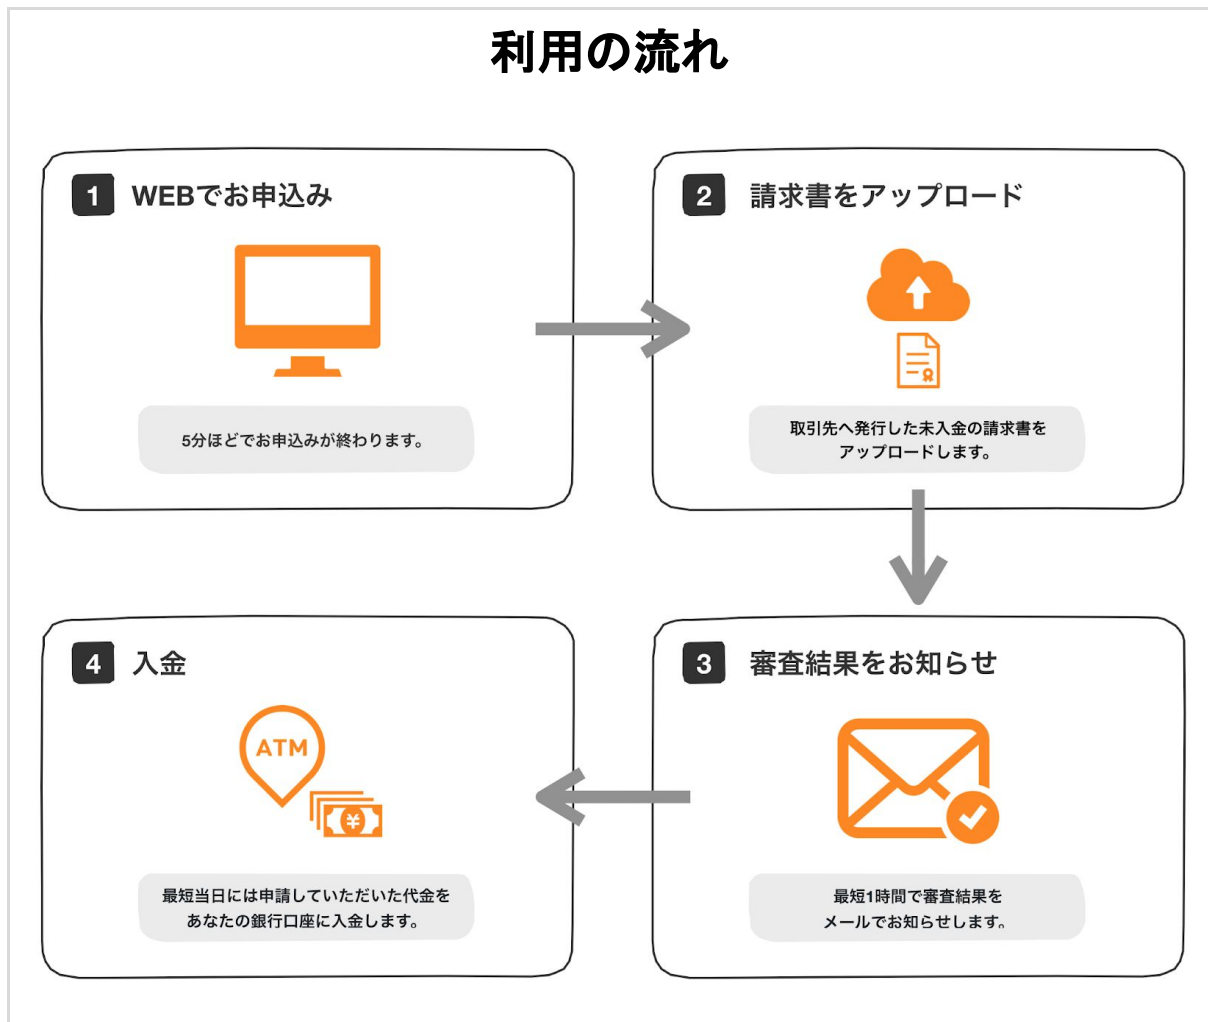 利用の流れ
1 WEBでお申込み
5分ほどでお申込みが終わります。
2 請求書をアップロード
取引先へ発行した未入金の請求書を
アップロードします。
3 審査結果をお知らせ
最短1時間で審査結果を
メールでお知らせします。
4 入金
ATM
¥
最短当日には申請していただいた代金を
あなたの銀行口座に入金します。